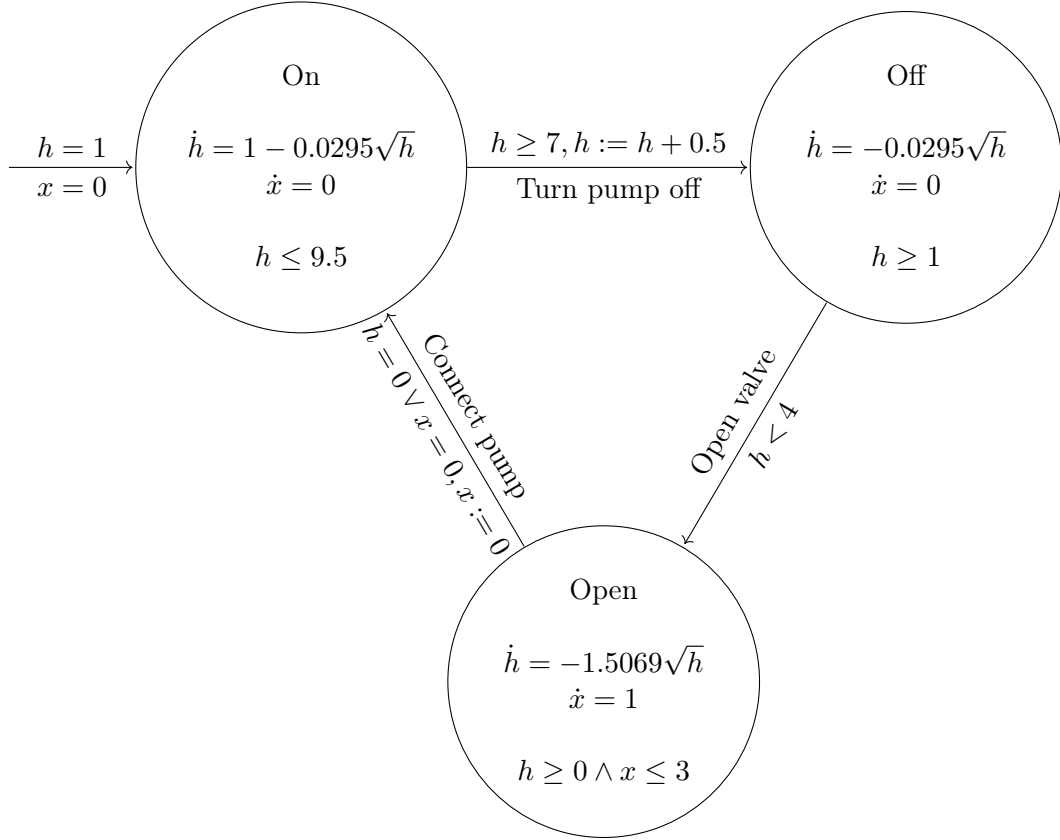 h = 1
x = 0
On
ḣ = 1 − 0.0295√h
ẋ = 0
h ≤ 9.5
h ≥ 7, h := h + 0.5
Turn pump off
Off
ḣ = −0.0295√h
ẋ = 0
h ≥ 1
Connect pump
h = 0 ∨ x = 0, x := 0
Open valve
h < 4
Open
ḣ = −1.5069√h
ẋ = 1
h ≥ 0 ∧ x ≤ 3